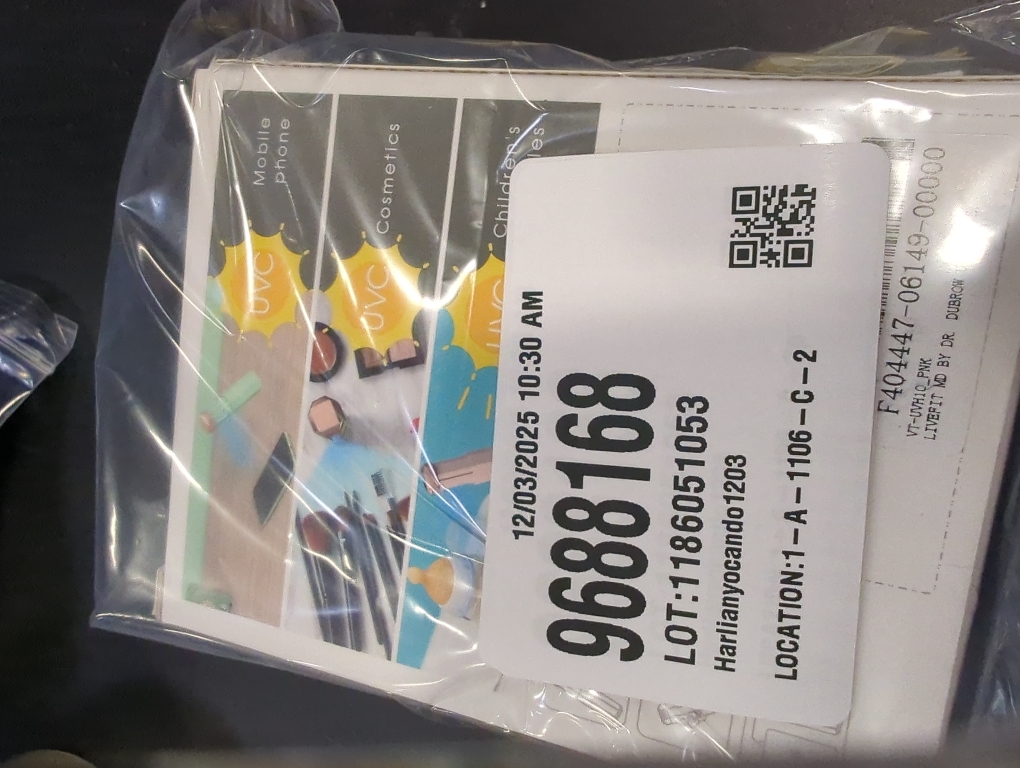 Mobile
phone
Cosmetics
Children's
UVC
UVC
UVC
12/03/2025 10:30 AM
9688168
LOT:1186051053
Harlianyocando1203
LOCATION:1-A-1106-C-2
F404447-06149-00000
VT-UVH10_PNK
LIVEFIT MD BY DR. DUBROW